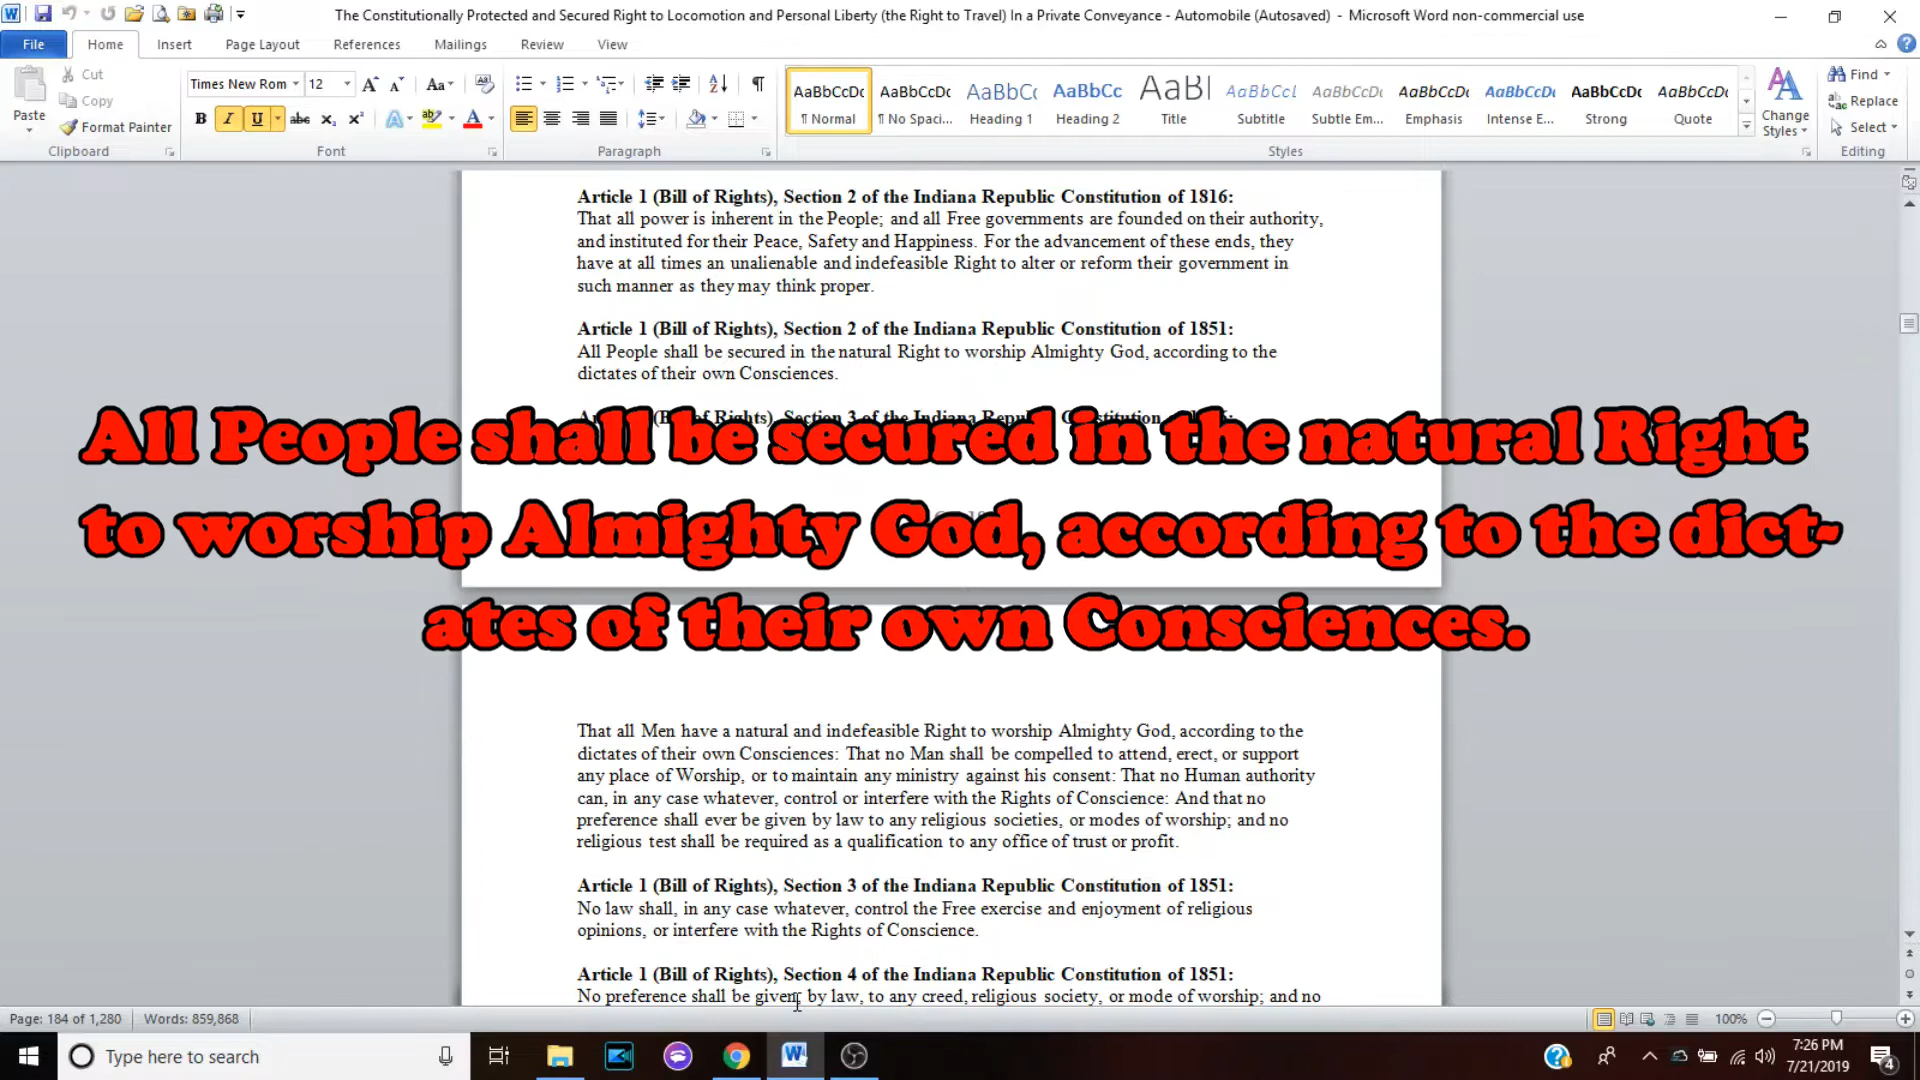 The Constitutionally Protected and Secured Right to Locomotion and Personal Liberty (the Right to Travel) In a Private Conveyance - Automobile (Autosaved) - Microsoft Word non-commercial use
File Home Insert Page Layout References Mailings Review View
Paste
Cut
Copy
Format Painter
Times New Rom 12
AaBbCcDc AaBbCcDc AaBbCc AaBbCc AaBl AaBbCcl AaBbCcDc AaBbCcDc AaBbCcDc AaBbCcDc AaBbCcDc
¶ Normal ¶ No Spaci... Heading 1 Heading 2 Title Subtitle Subtle Em... Emphasis Intense E... Strong Quote
Change Styles
Find
Replace
Select
Clipboard Font Paragraph Styles Editing
Article 1 (Bill of Rights), Section 2 of the Indiana Republic Constitution of 1816:
That all power is inherent in the People; and all Free governments are founded on their authority,
and instituted for their Peace, Safety and Happiness. For the advancement of these ends, they
have at all times an unalienable and indefeasible Right to alter or reform their government in
such manner as they may think proper.
Article 1 (Bill of Rights), Section 2 of the Indiana Republic Constitution of 1851:
All People shall be secured in the natural Right to worship Almighty God, according to the
dictates of their own Consciences.
All People shall be secured in the natural Right
to worship Almighty God, according to the dict-
ates of their own Consciences.
That all Men have a natural and indefeasible Right to worship Almighty God, according to the
dictates of their own Consciences: That no Man shall be compelled to attend, erect, or support
any place of Worship, or to maintain any ministry against his consent: That no Human authority
can, in any case whatever, control or interfere with the Rights of Conscience: And that no
preference shall ever be given by law to any religious societies, or modes of worship; and no
religious test shall be required as a qualification to any office of trust or profit.
Article 1 (Bill of Rights), Section 3 of the Indiana Republic Constitution of 1851:
No law shall, in any case whatever, control the Free exercise and enjoyment of religious
opinions, or interfere with the Rights of Conscience.
Article 1 (Bill of Rights), Section 4 of the Indiana Republic Constitution of 1851:
No preference shall be given by law, to any creed, religious society, or mode of worship; and no
Page: 184 of 1,280 Words: 859,868 100%
Type here to search
7:26 PM
7/21/2019
4